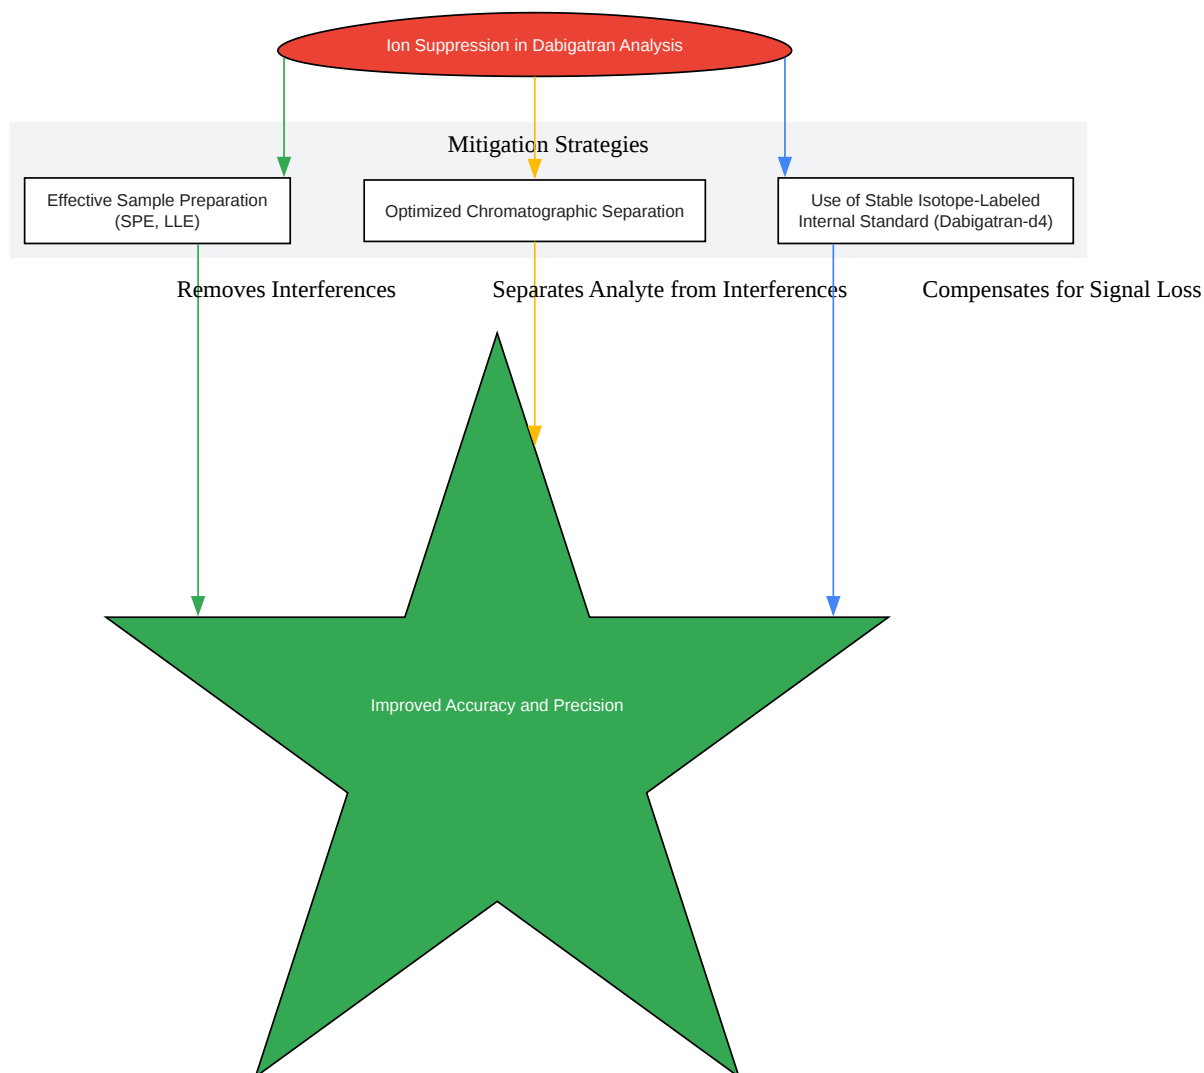 Ion Suppression in Dabigatran Analysis
Mitigation Strategies
Effective Sample Preparation
(SPE, LLE)
Optimized Chromatographic Separation
Use of Stable Isotope-Labeled
Internal Standard (Dabigatran-d4)
Removes Interferences
Separates Analyte from Interferences
Compensates for Signal Loss
Improved Accuracy and Precision